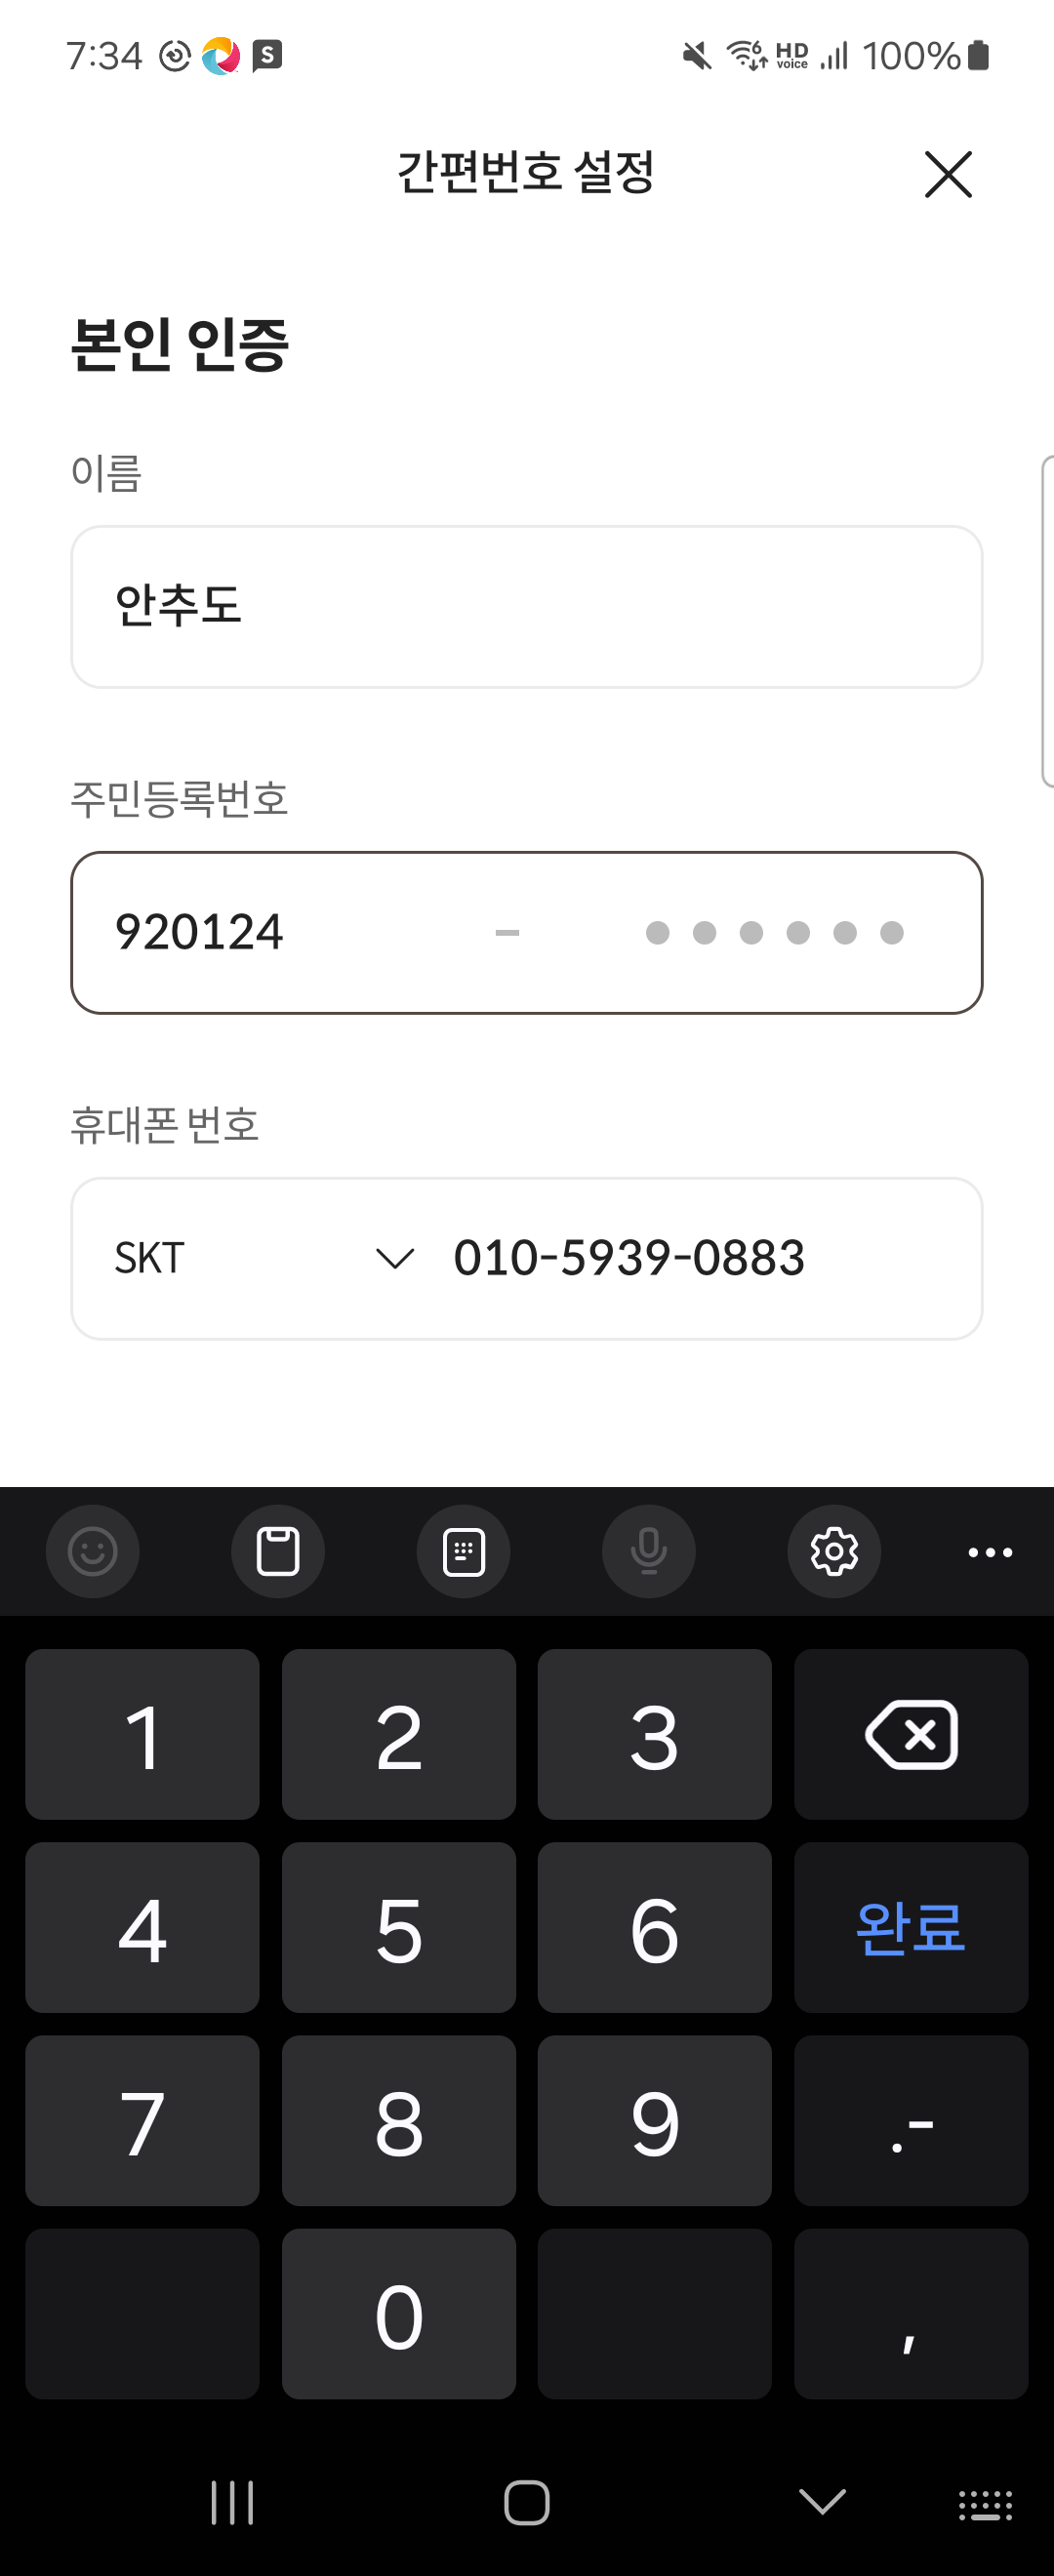 7:34 S 6 HD voice 100%
간편번호 설정
본인 인증
이름
안추도
주민등록번호
920124 - ●●●●●●
휴대폰 번호
SKT 010-5939-0883
1 2 3
4 5 6 완료
7 8 9 .-
0 ,